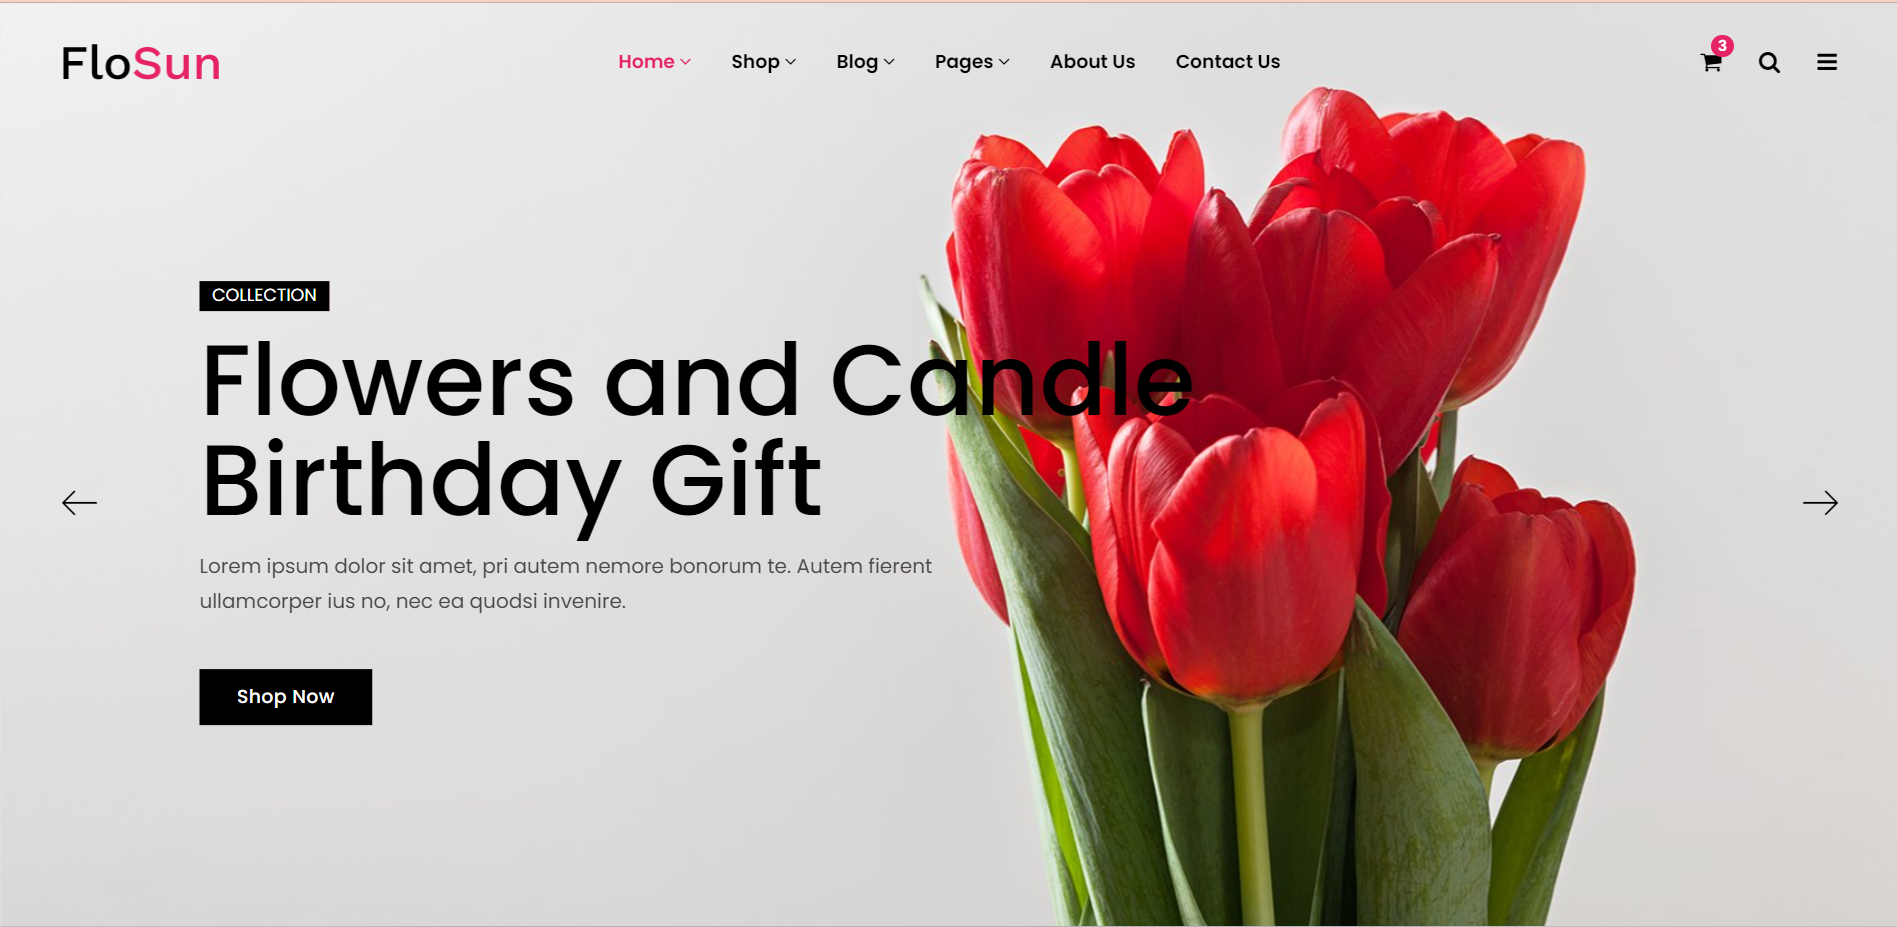 FloSun
Home Shop Blog Pages About Us Contact Us
3
COLLECTION
Flowers and Candle
Birthday Gift
Lorem ipsum dolor sit amet, pri autem nemore bonorum te. Autem fierent
ullamcorper ius no, nec ea quodsi invenire.
Shop Now